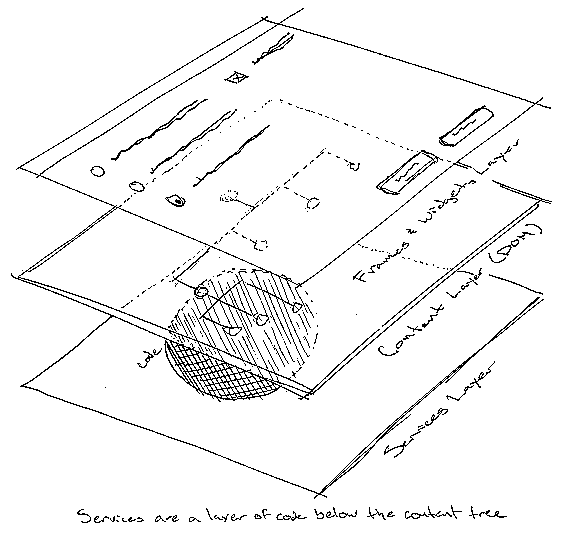 Frames & Widgets Layer
Content Layer (DOM)
code
Services Layer
Services are a layer of code below the content tree